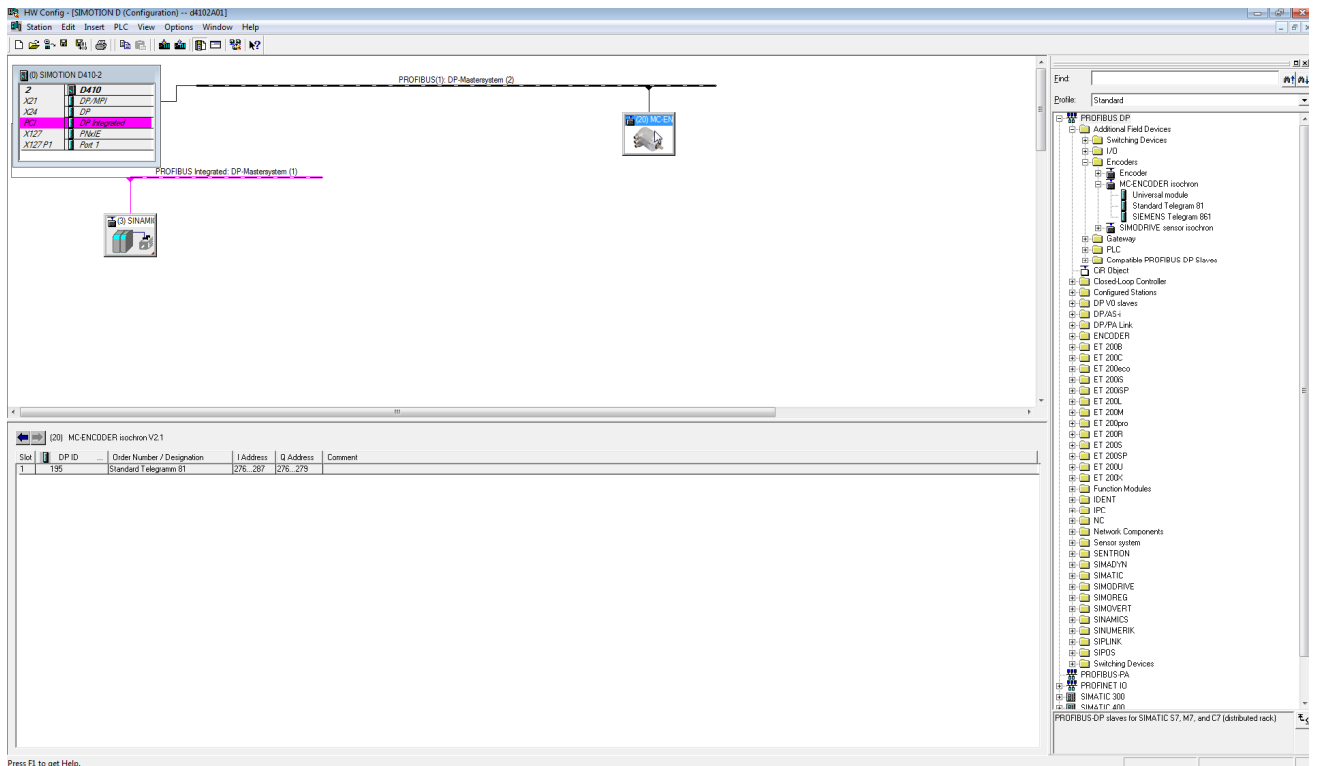 HW Config - [SIMOTION D (Configuration) -- d4102A01]
Station Edit Insert PLC View Options Window Help
(0) SIMOTION D410-2
2 D410
X21 DP/MPI
X24 DP
PCI DP Integrated
X127 PNxIE
X127 P1 Port 1
PROFIBUS(1): DP-Mastersystem (2)
(20) MC-EN
PROFIBUS Integrated: DP-Mastersystem (1)
(3) SINAMIC
(20) MC-ENCODER isochron V2.1
Slot DP ID ... Order Number / Designation I Address Q Address Comment
1 195 Standard Telegramm 81 276...287 276...279
Find:
Profile: Standard
PROFIBUS DP
Additional Field Devices
Switching Devices
I/O
Encoders
Encoder
MC-ENCODER isochron
Universal module
Standard Telegram 81
SIEMENS Telegram 861
SIMODRIVE sensor isochron
Gateway
PLC
Compatible PROFIBUS DP Slaves
CiR Object
Closed-Loop Controller
Configured Stations
DP V0 slaves
DP/AS-i
DP/PA Link
ENCODER
ET 200B
ET 200C
ET 200eco
ET 200iS
ET 200iSP
ET 200L
ET 200M
ET 200pro
ET 200R
ET 200S
ET 200SP
ET 200U
ET 200X
Function Modules
IDENT
IPC
NC
Network Components
Sensor system
SENTRON
SIMADYN
SIMATIC
SIMODRIVE
SIMOREG
SIMOVERT
SINAMICS
SINUMERIK
SIPLINK
SIPOS
Switching Devices
PROFIBUS-PA
PROFINET IO
SIMATIC 300
SIMATIC 400
PROFIBUS-DP slaves for SIMATIC S7, M7, and C7 (distributed rack)
Press F1 to get Help.